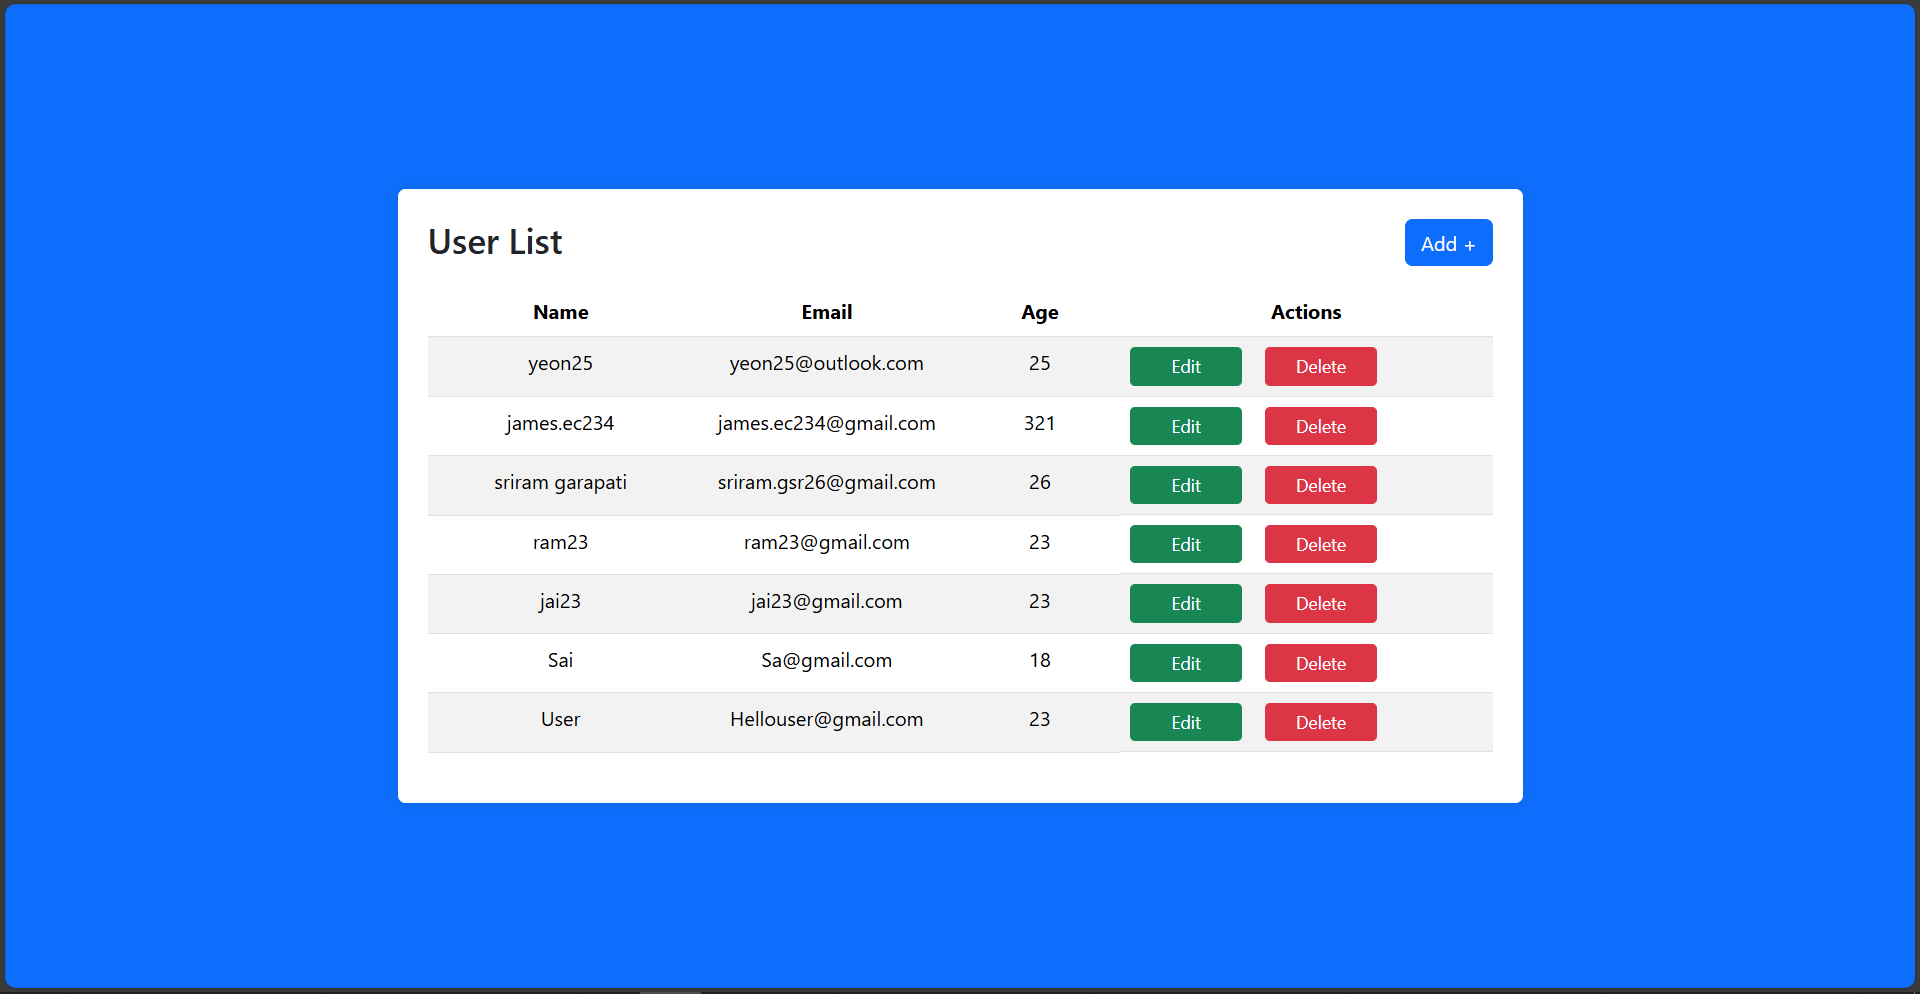 User List
Add +
Name Email Age Actions
yeon25 yeon25@outlook.com 25 Edit Delete
james.ec234 james.ec234@gmail.com 321 Edit Delete
sriram garapati sriram.gsr26@gmail.com 26 Edit Delete
ram23 ram23@gmail.com 23 Edit Delete
jai23 jai23@gmail.com 23 Edit Delete
Sai Sa@gmail.com 18 Edit Delete
User Hellouser@gmail.com 23 Edit Delete